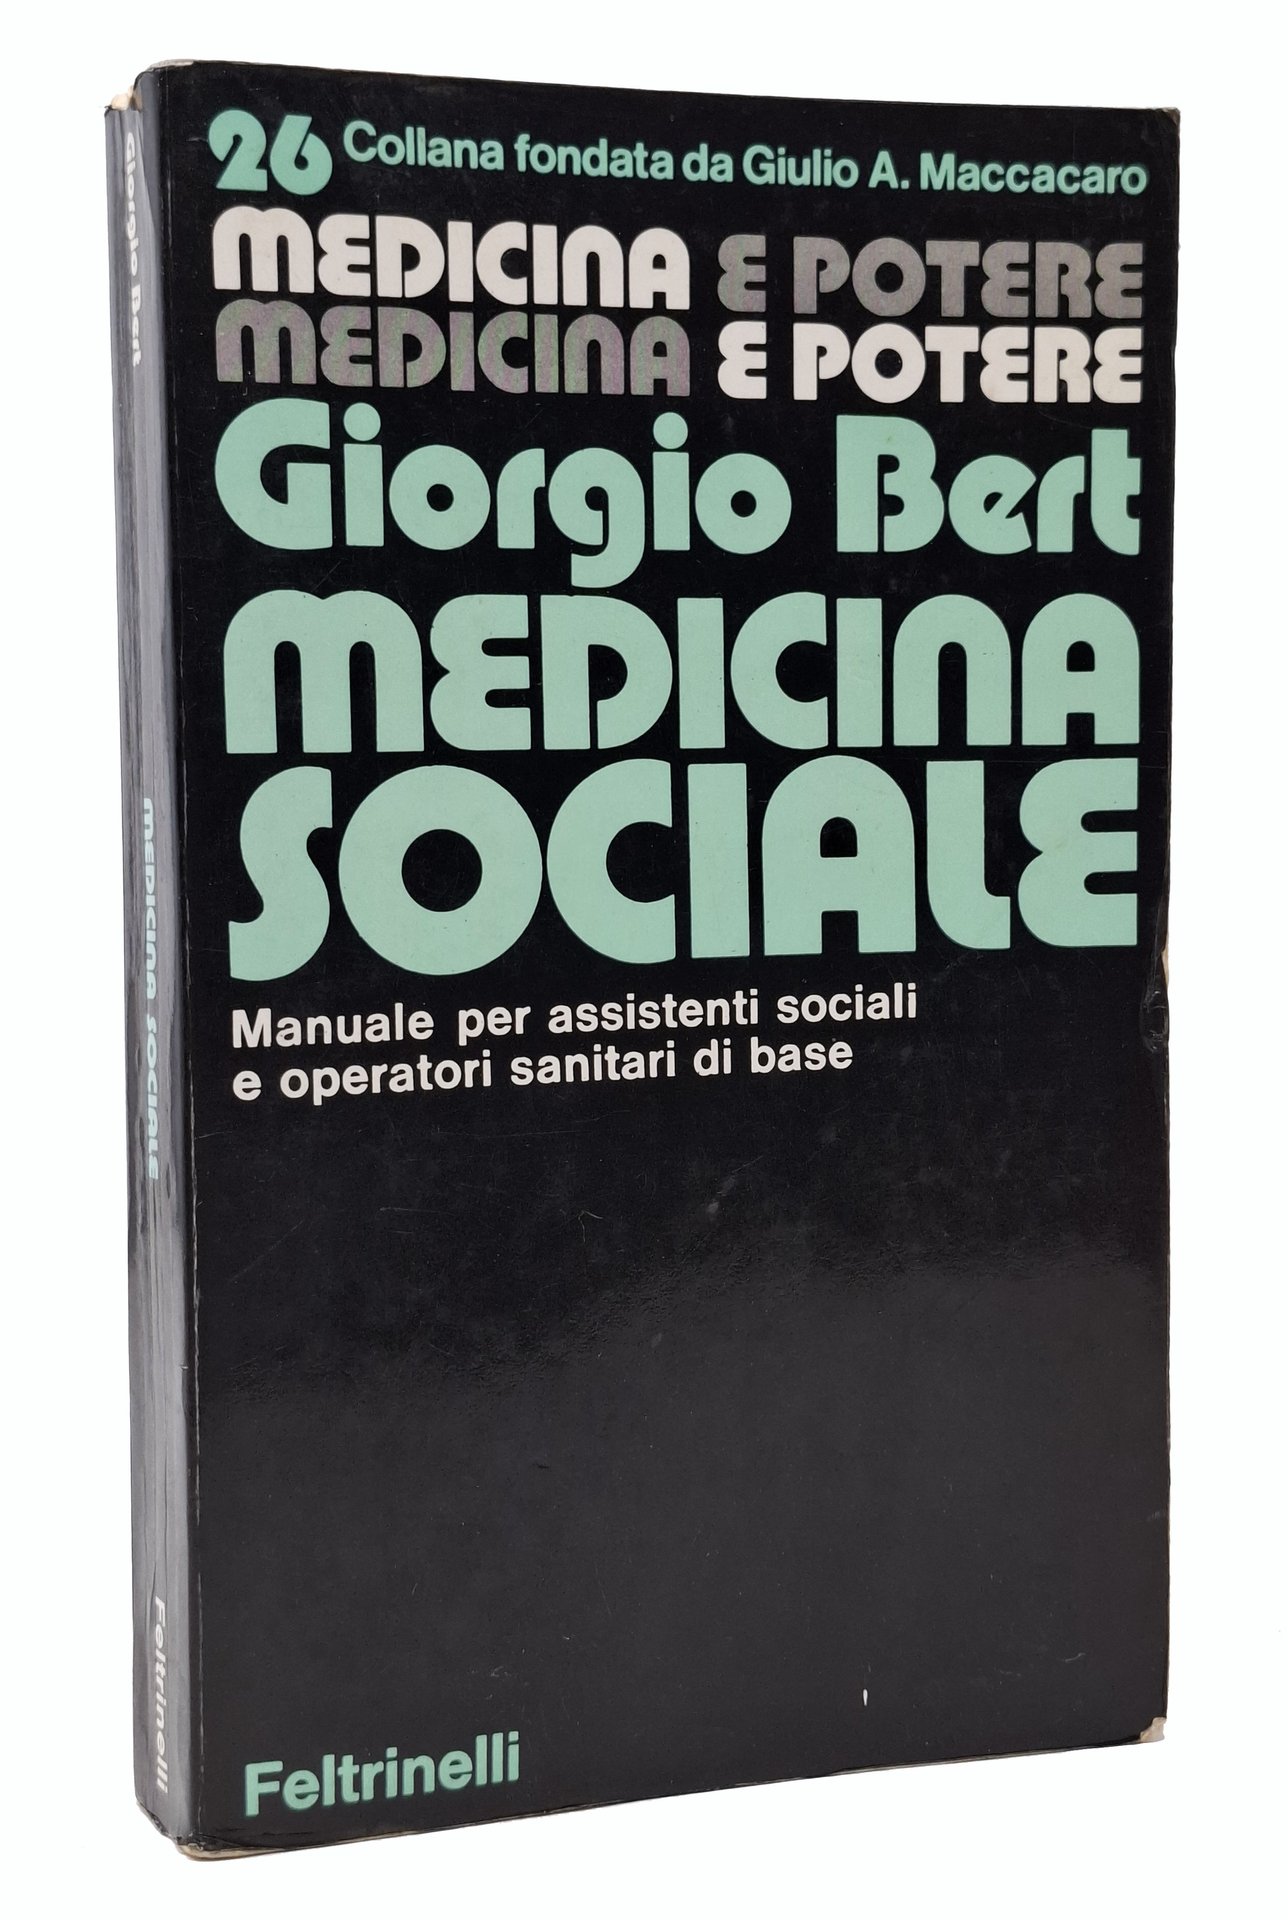 26 Collana fondata da Giulio A. Maccacaro
MEDICINA E POTERE
MEDICINA E POTERE
Giorgio Bert
MEDICINA
SOCIALE
Manuale per assistenti sociali
e operatori sanitari di base
Feltrinelli
Giorgio Bert
MEDICINA SOCIALE
Feltrinelli